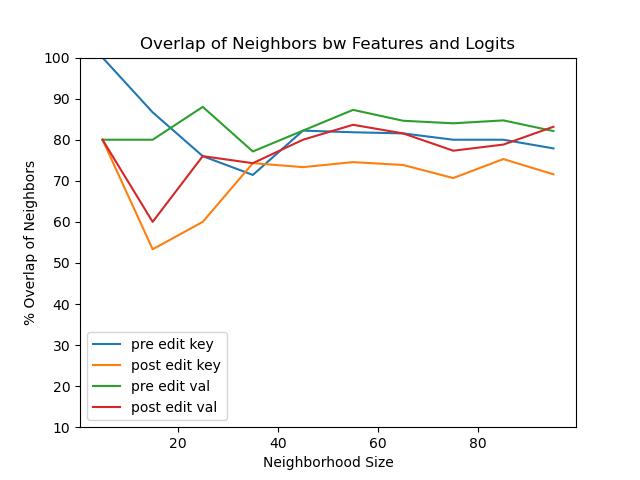 Overlap of Neighbors bw Features and Logits
% Overlap of Neighbors
100
90
80
70
60
50
40
30
20
10
pre edit key
post edit key
pre edit val
post edit val
20 40 60 80
Neighborhood Size